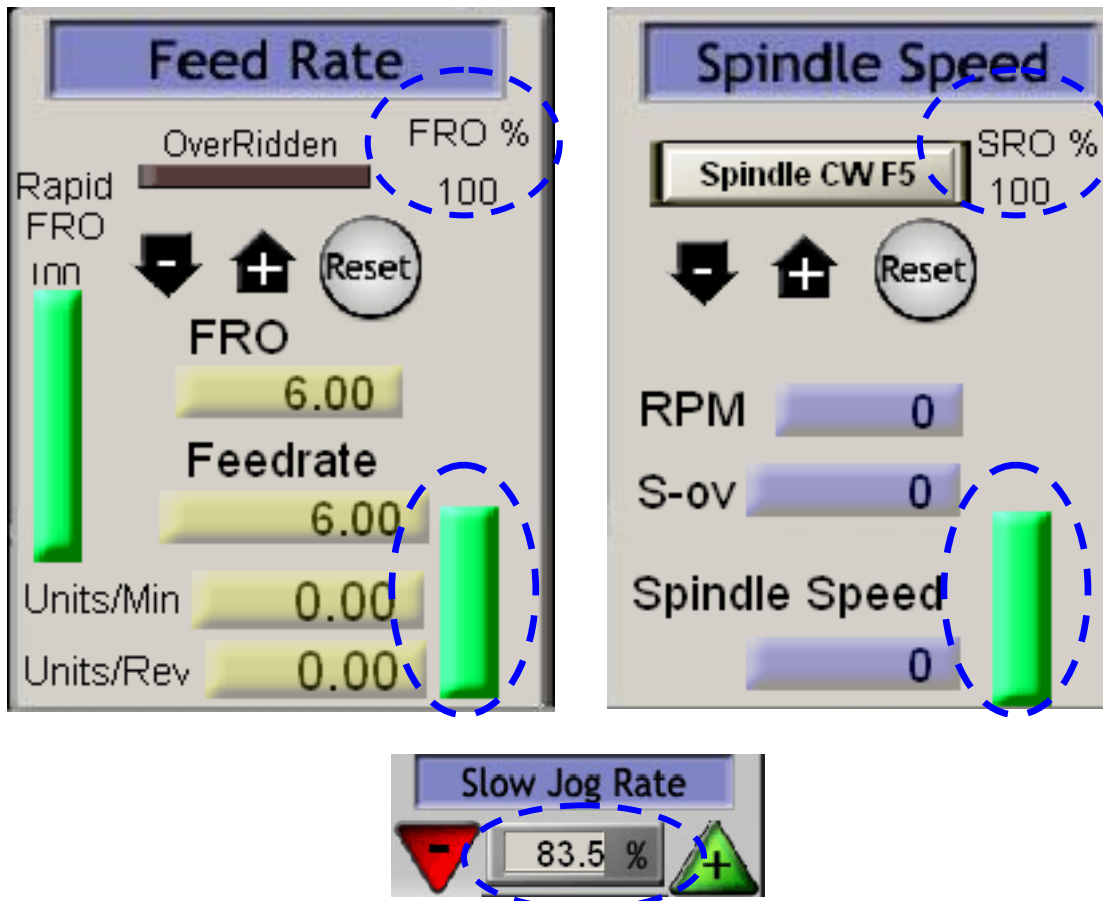 Feed Rate
OverRidden
FRO %
100
Rapid
FRO
100
-
+
Reset
FRO
6.00
Feedrate
6.00
Units/Min
0.00
Units/Rev
0.00
Spindle Speed
Spindle CW F5
SRO %
100
-
+
Reset
RPM
0
S-ov
0
Spindle Speed
0
Slow Jog Rate
-
83.5 %
+